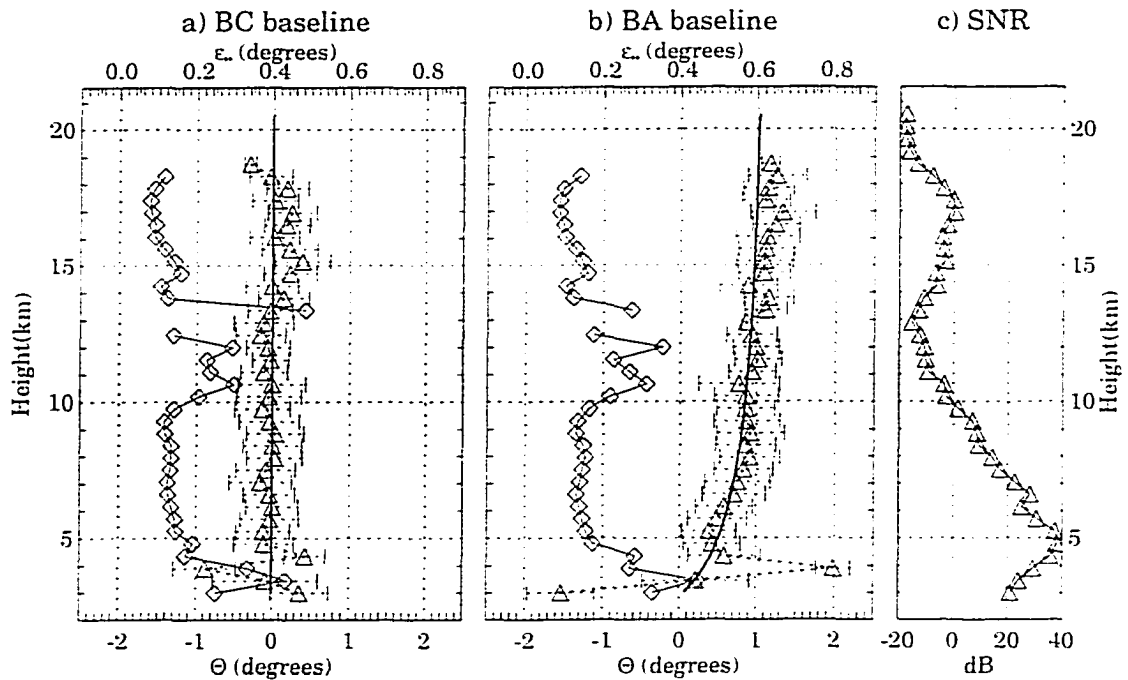 a) BC baseline
b) BA baseline
c) SNR
ε.. (degrees)
ε.. (degrees)
0.0 0.2 0.4 0.6 0.8
0.0 0.2 0.4 0.6 0.8
20
15
10
5
Height(km)
20
15
10
5
Height(km)
-2 -1 0 1 2
-2 -1 0 1 2
-20 0 20 40
Θ (degrees)
Θ (degrees)
dB